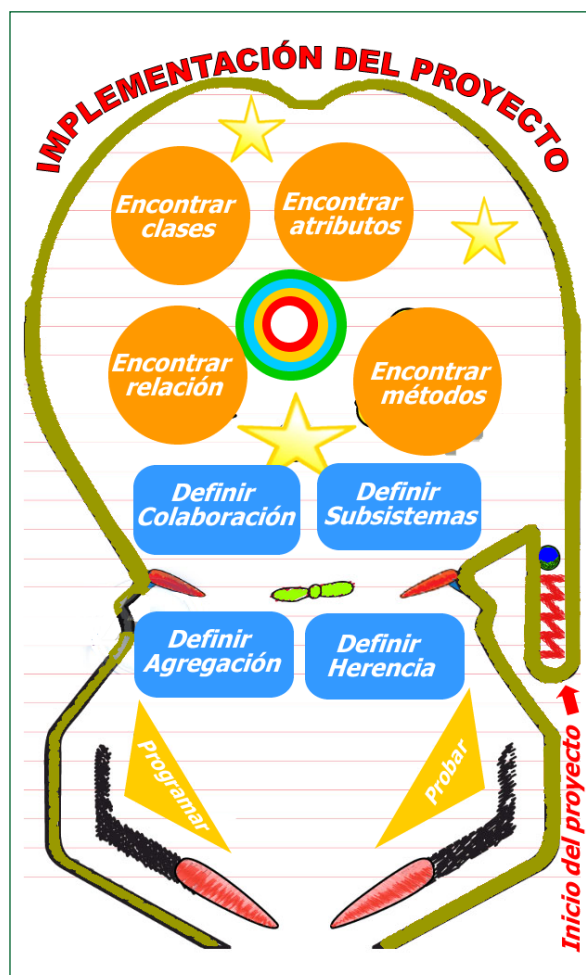 IMPLEMENTACIÓN DEL PROYECTO
Encontrar
clases
Encontrar
atributos
Encontrar
relación
Encontrar
métodos
Definir
Colaboración
Definir
Subsistemas
Definir
Agregación
Definir
Herencia
Programar
Probar
Inicio del proyecto